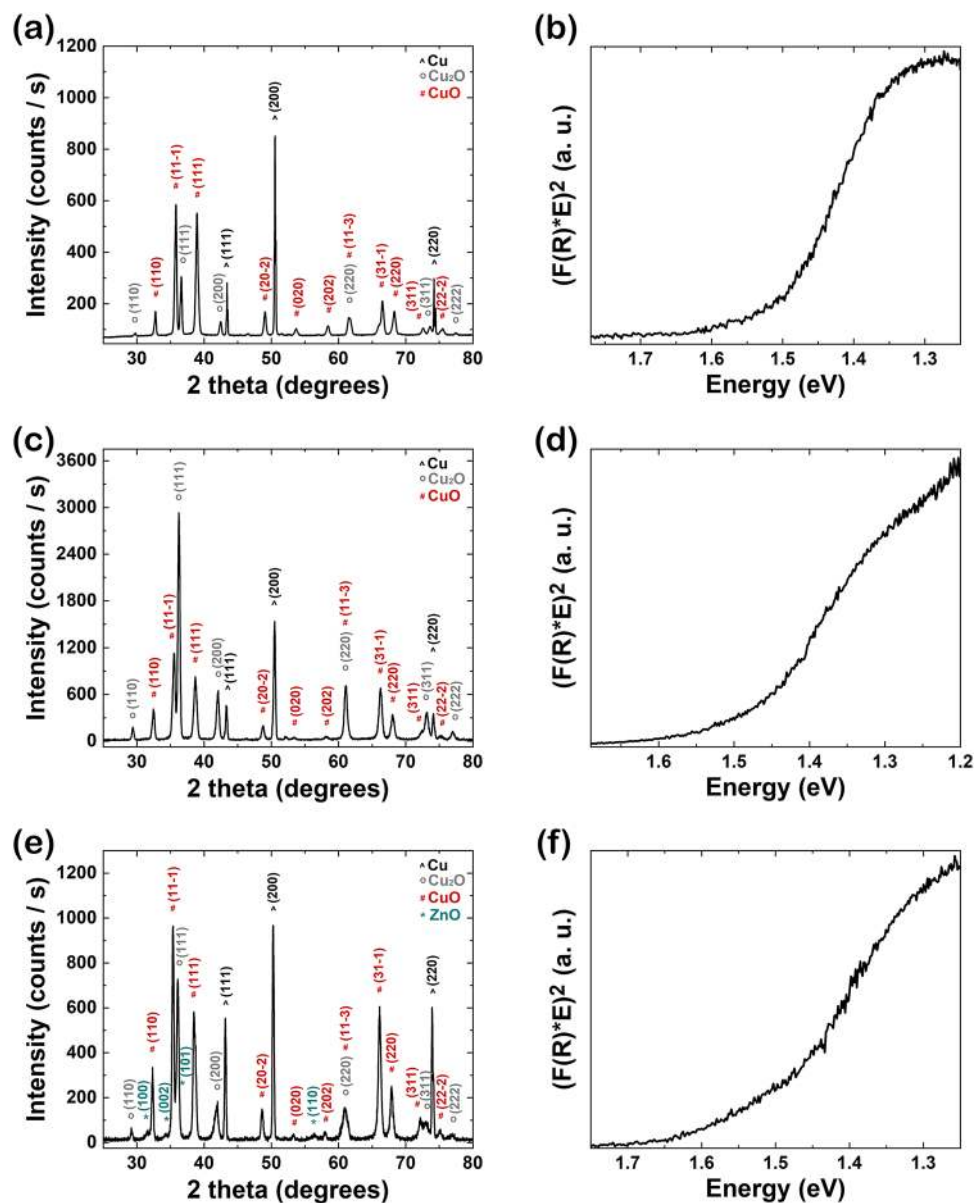 (a)
1200
1000
800
600
400
200
Intensity (counts / s)
30 40 50 60 70 80
2 theta (degrees)
^ Cu
○ Cu₂O
# CuO
○ (110)
# (110)
# (11-1)
○ (111)
# (111)
○ (200)
^ (111)
# (20-2)
^ (200)
# (020)
# (202)
# (11-3)
○ (220)
# (31-1)
# (220)
# (311)
○ (311)
^ (220)
# (22-2)
○ (222)
(b)
(F(R)*E)² (a. u.)
1.7 1.6 1.5 1.4 1.3
Energy (eV)
(c)
3600
3000
2400
1800
1200
600
0
Intensity (counts / s)
30 40 50 60 70 80
2 theta (degrees)
^ Cu
○ Cu₂O
# CuO
○ (110)
# (110)
# (11-1)
○ (111)
# (111)
○ (200)
^ (111)
# (20-2)
^ (200)
# (020)
# (202)
# (11-3)
○ (220)
# (31-1)
# (220)
# (311)
○ (311)
^ (220)
# (22-2)
○ (222)
(d)
(F(R)*E)² (a. u.)
1.6 1.5 1.4 1.3 1.2
Energy (eV)
(e)
1200
1000
800
600
400
200
0
Intensity (counts / s)
30 40 50 60 70 80
2 theta (degrees)
^ Cu
○ Cu₂O
# CuO
* ZnO
○ (110)
* (100)
# (110)
* (002)
# (11-1)
○ (111)
* (101)
# (111)
○ (200)
^ (111)
# (20-2)
^ (200)
# (020)
* (110)
# (202)
# (11-3)
○ (220)
# (31-1)
# (220)
# (311)
○ (311)
^ (220)
# (22-2)
○ (222)
(f)
(F(R)*E)² (a. u.)
1.7 1.6 1.5 1.4 1.3
Energy (eV)